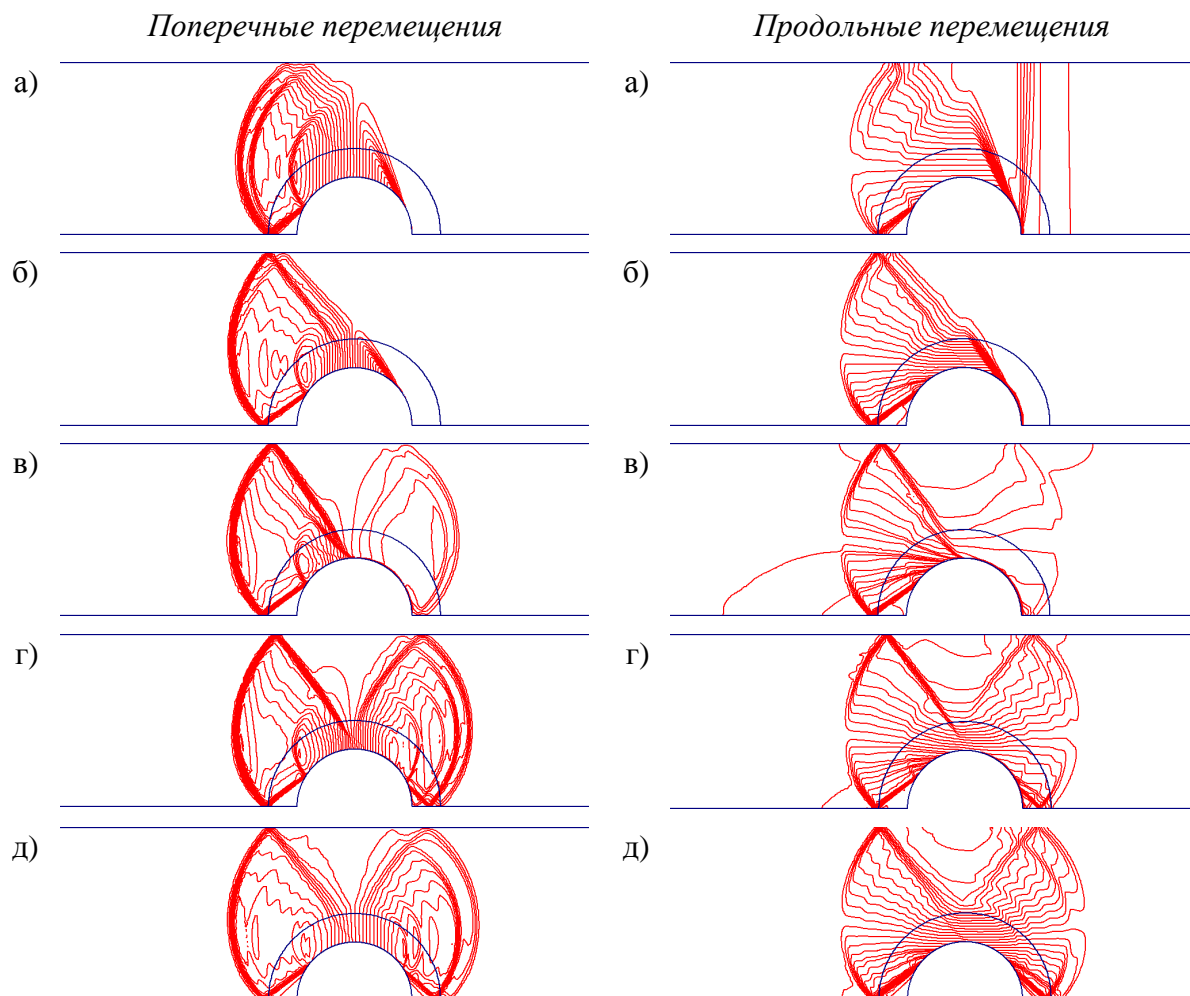 Поперечные перемещения Продольные перемещения
а) а)
б) б)
в) в)
г) г)
д) д)